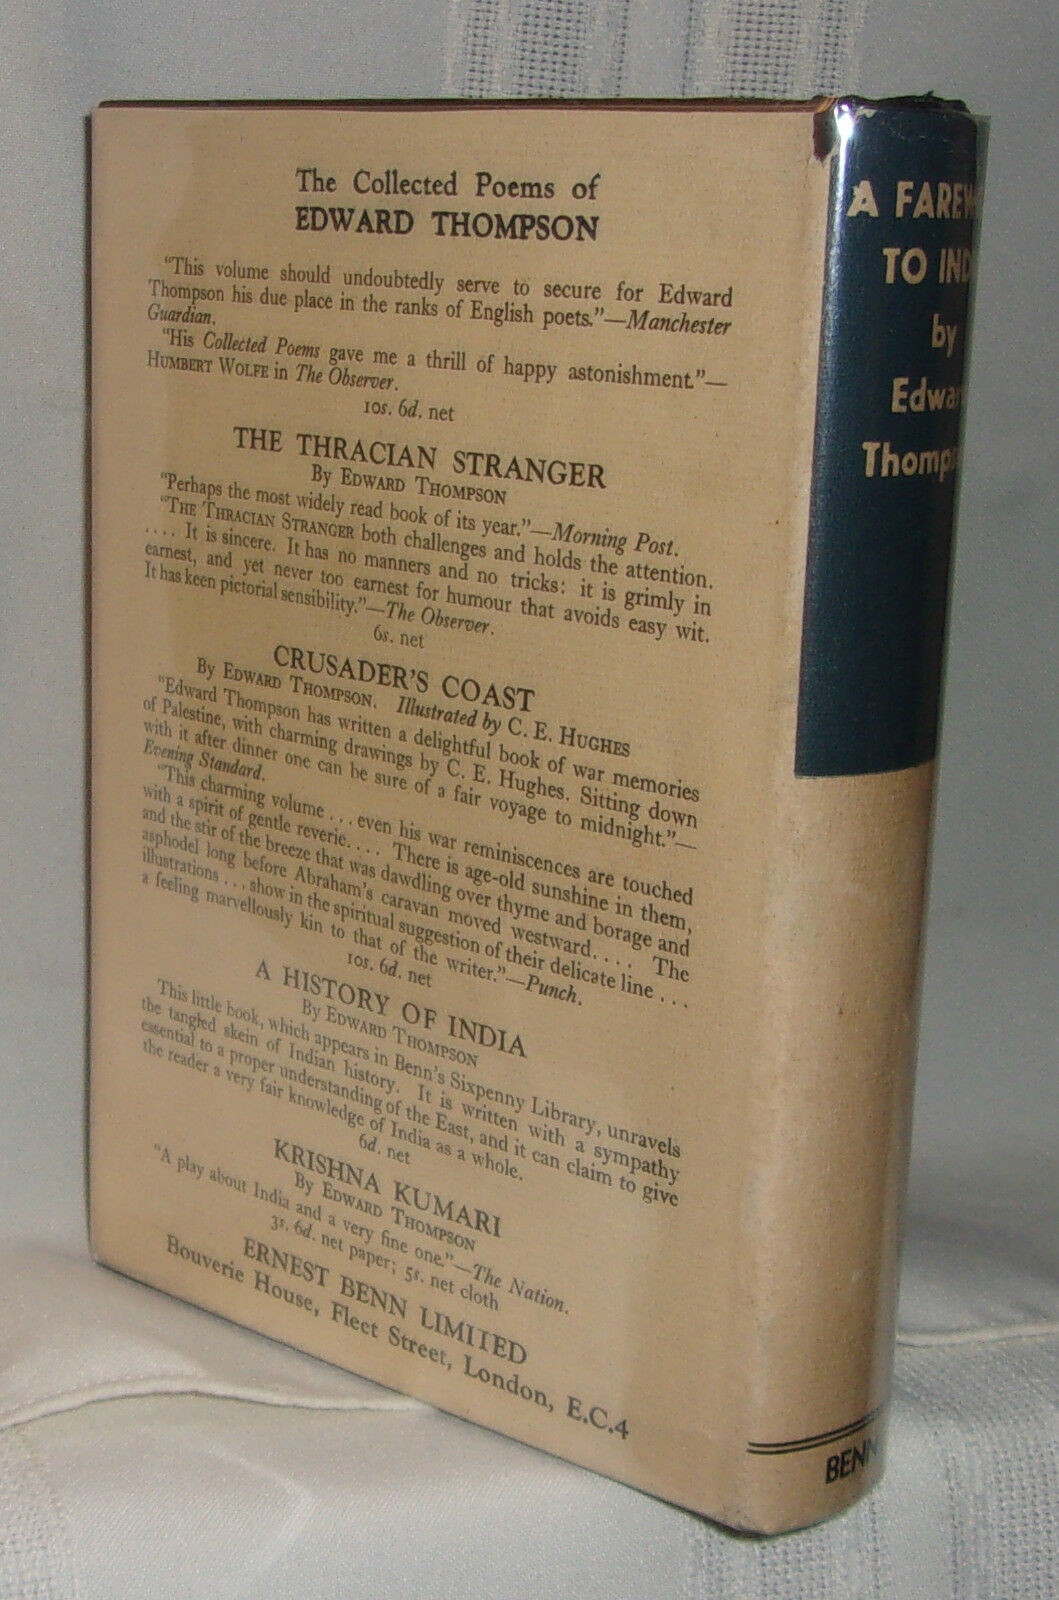 The Collected Poems of
EDWARD THOMPSON
"This volume should undoubtedly serve to secure for Edward
Thompson his due place in the ranks of English poets."—Manchester
Guardian.
"His Collected Poems gave me a thrill of happy astonishment."—
HUMBERT WOLFE in The Observer.
10s. 6d. net
THE THRACIAN STRANGER
By EDWARD THOMPSON
"Perhaps the most widely read book of its year."—Morning Post.
"THE THRACIAN STRANGER both challenges and holds the attention.
.... It is sincere. It has no manners and no tricks: it is grimly in
earnest, and yet never too earnest for humour that avoids easy wit.
It has keen pictorial sensibility."—The Observer.
6s. net
CRUSADER'S COAST
By EDWARD THOMPSON. Illustrated by C. E. HUGHES
"Edward Thompson has written a delightful book of war memories
of Palestine, with charming drawings by C. E. Hughes. Sitting down
with it after dinner one can be sure of a fair voyage to midnight."—
Evening Standard.
"This charming volume ... even his war reminiscences are touched
with a spirit of gentle reverie.... There is age-old sunshine in them,
and the stir of the breeze that was dawdling over thyme and borage and
asphodel long before Abraham's caravan moved westward.... The
illustrations ... show in the spiritual suggestion of their delicate line ...
a feeling marvellously kin to that of the writer."—Punch.
10s. 6d. net
A HISTORY OF INDIA
By EDWARD THOMPSON
This little book, which appears in Benn's Sixpenny Library, unravels
the tangled skein of Indian history. It is written with a sympathy
essential to a proper understanding of the East, and it can claim to give
the reader a very fair knowledge of India as a whole.
6d. net
KRISHNA KUMARI
By EDWARD THOMPSON
"A play about India and a very fine one."—The Nation.
3s. 6d. net paper; 5s. net cloth
ERNEST BENN LIMITED
Bouverie House, Fleet Street, London, E.C.4
A FAREW
TO IND
by
Edwar
Thomps
BENN